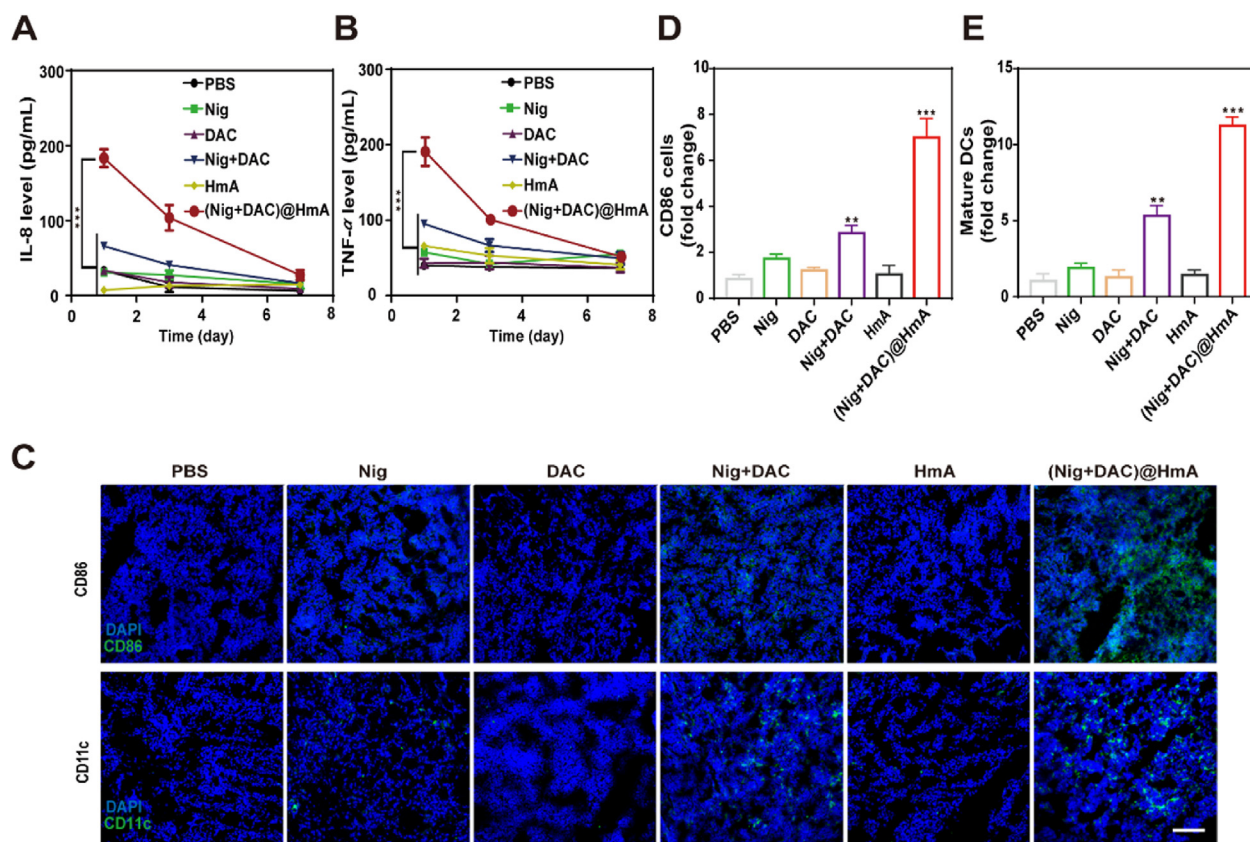 A
300
200
100
0
IL-8 level (pg/mL)
***
PBS
Nig
DAC
Nig+DAC
HmA
(Nig+DAC)@HmA
0 2 4 6 8
Time (day)
B
300
200
100
0
TNF-α level (pg/mL)
***
PBS
Nig
DAC
Nig+DAC
HmA
(Nig+DAC)@HmA
0 2 4 6 8
Time (day)
D
10
8
6
4
2
0
CD86 cells
(fold change)
**
***
PBS
Nig
DAC
Nig+DAC
HmA
(Nig+DAC)@HmA
E
15
10
5
0
Mature DCs
(fold change)
**
***
PBS
Nig
DAC
Nig+DAC
HmA
(Nig+DAC)@HmA
C
PBS Nig DAC Nig+DAC HmA (Nig+DAC)@HmA
CD86
DAPI
CD86
CD11c
DAPI
CD11c